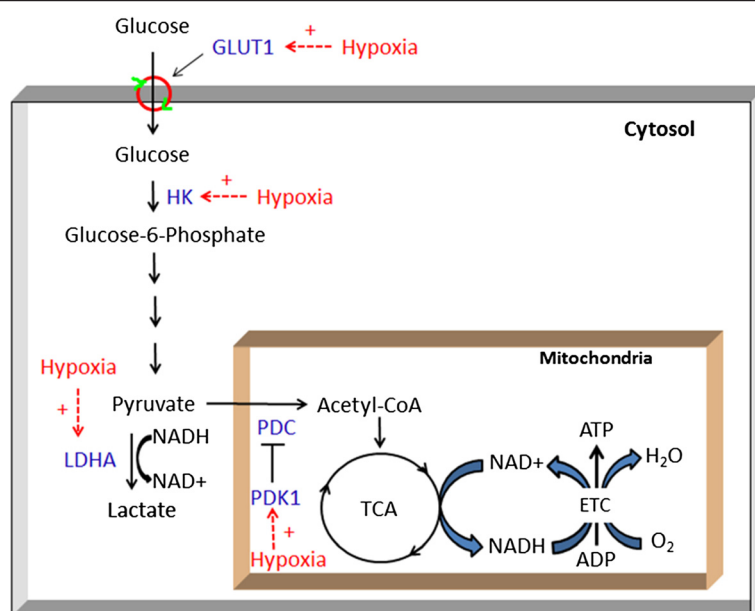 Glucose
GLUT1 + Hypoxia
Cytosol
Glucose
HK + Hypoxia
Glucose-6-Phosphate
Mitochondria
Hypoxia
+
Pyruvate
Acetyl-CoA
LDHA
NADH
NAD+
Lactate
PDC
PDK1
+
Hypoxia
TCA
NAD+
NADH
ATP
H₂O
ETC
ADP
O₂